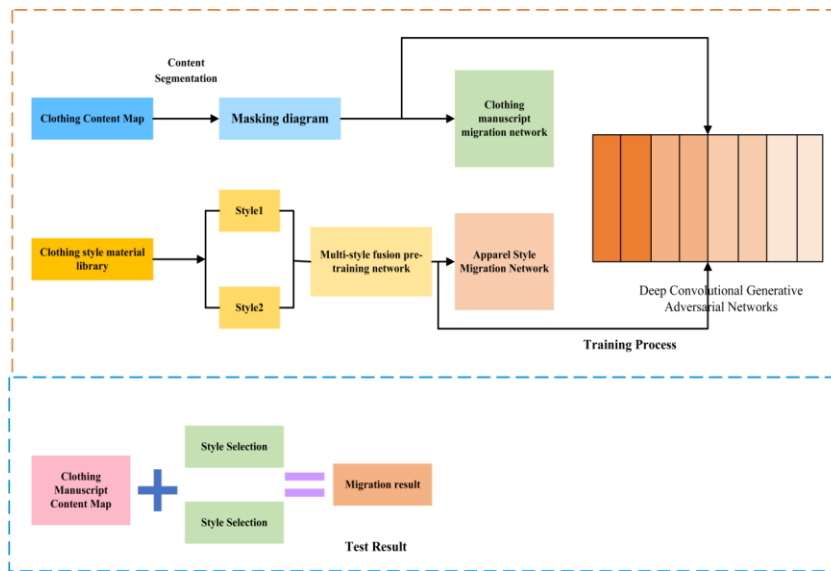 Content
Segmentation
Clothing Content Map
Masking diagram
Clothing
manuscript
migration network
Clothing style material
library
Style1
Style2
Multi-style fusion pre-
training network
Apparel Style
Migration Network
Deep Convolutional Generative
Adversarial Networks
Training Process
Clothing
Manuscript
Content Map
Style Selection
Style Selection
Migration result
Test Result